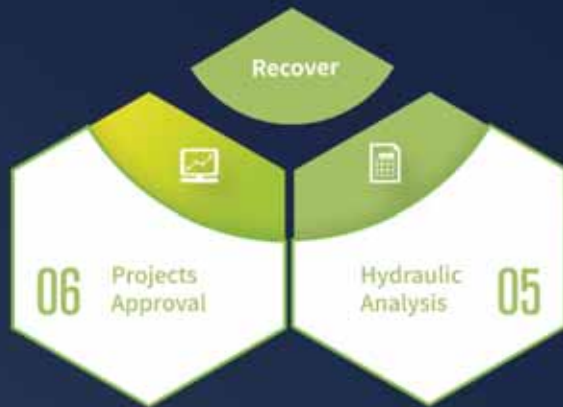 Recover
06
Projects
Approval
Hydraulic
Analysis
05